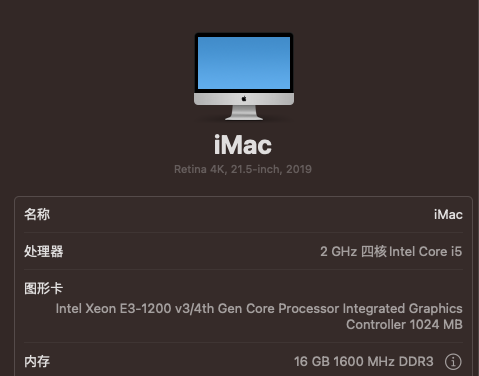 iMac
Retina 4K, 21.5-inch, 2019
名称 iMac
处理器 2 GHz 四核Intel Core i5
图形卡
Intel Xeon E3-1200 v3/4th Gen Core Processor Integrated Graphics
Controller 1024 MB
内存 16 GB 1600 MHz DDR3